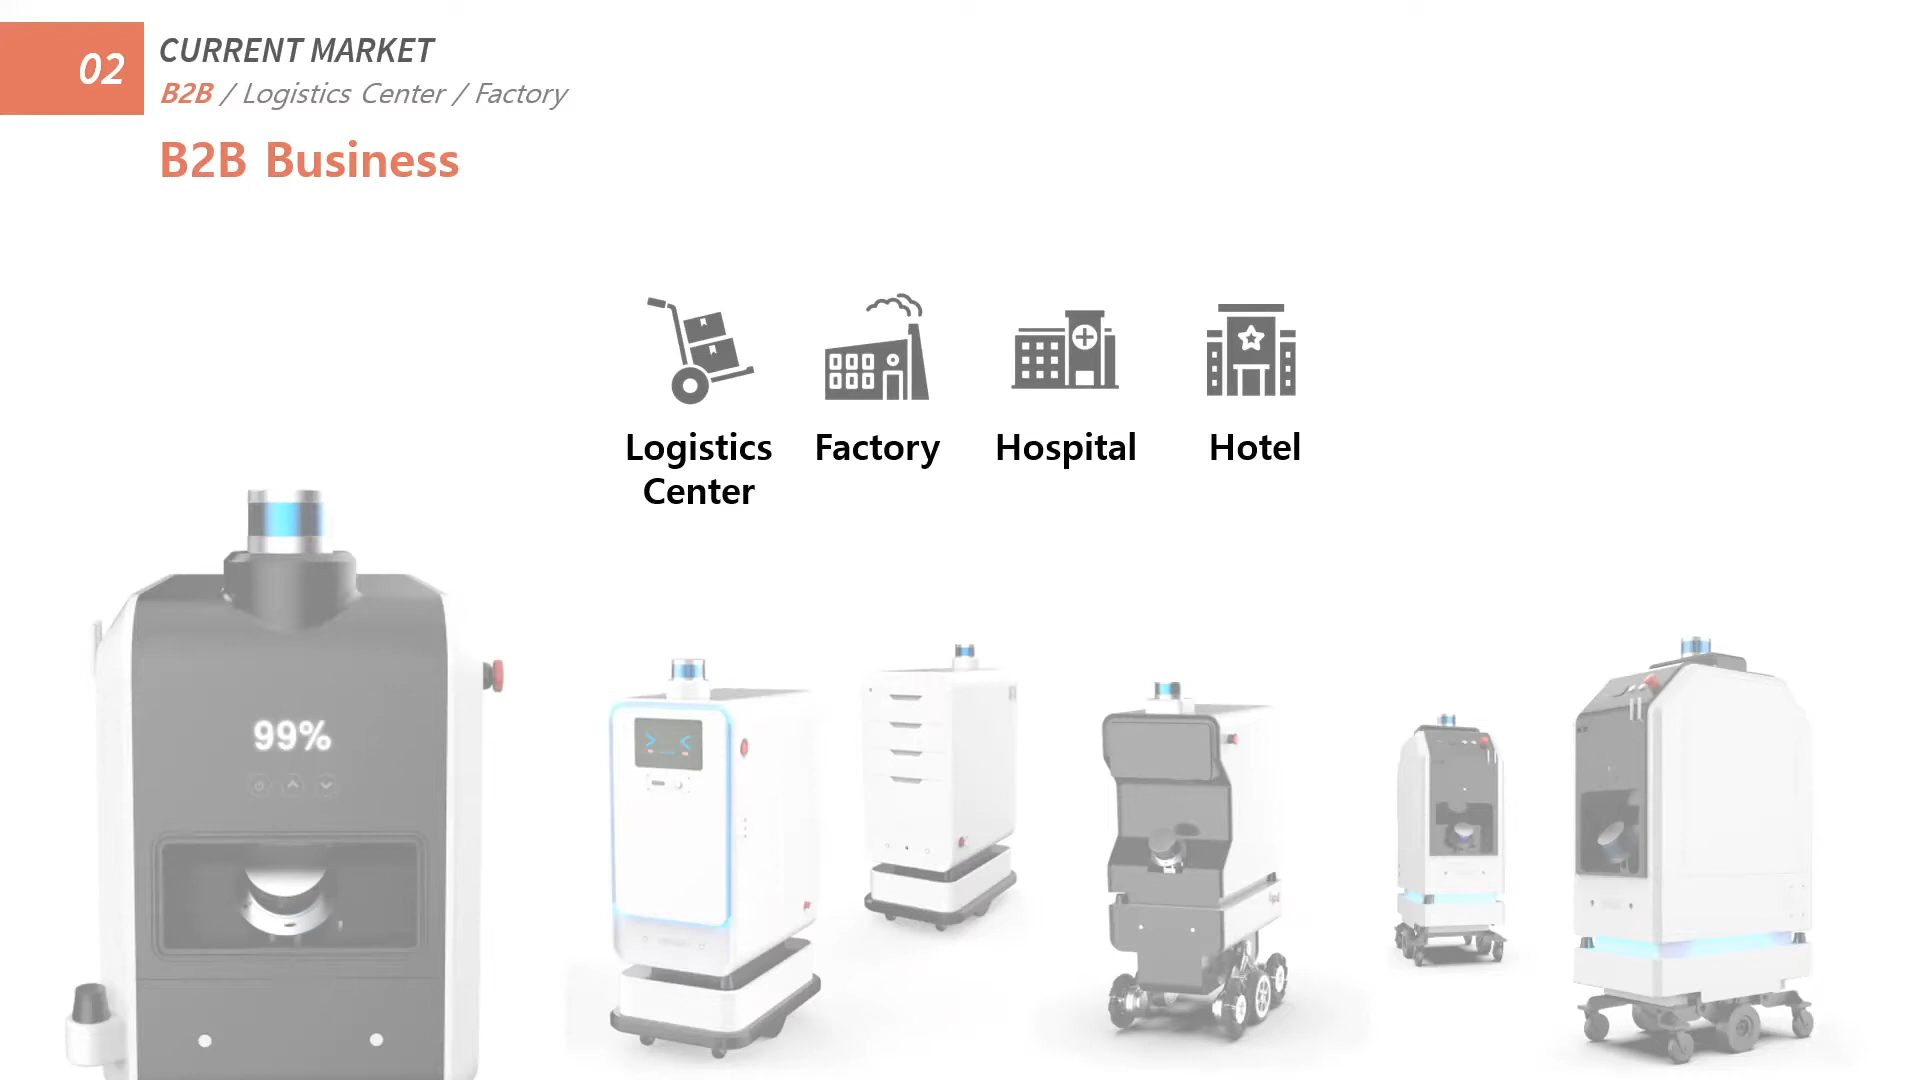 02
CURRENT MARKET
B2B / Logistics Center / Factory
B2B Business
Logistics
Center
Factory
Hospital
Hotel
99%